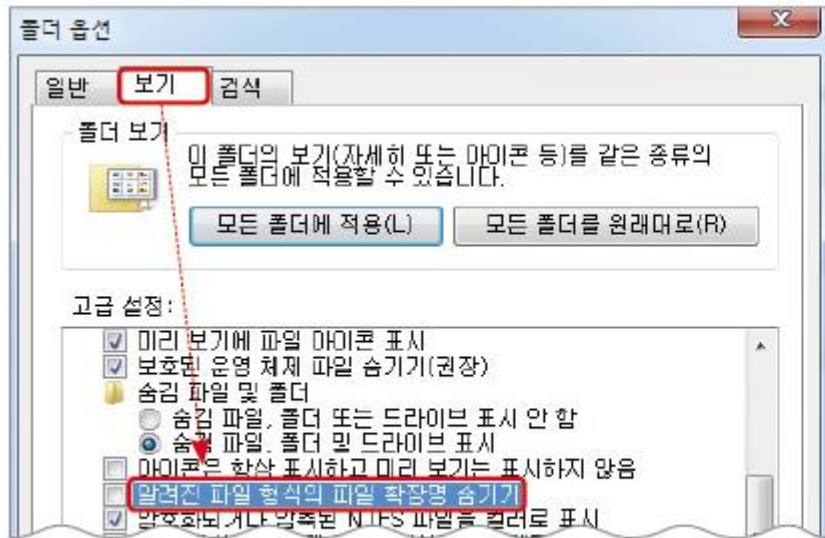 폴더 옵션
일반 보기 검색
폴더 보기
이 폴더의 보기(자세히 또는 아이콘 등)를 같은 종류의
모든 폴더에 적용할 수 있습니다.
모든 폴더에 적용(L) 모든 폴더를 원래대로(R)
고급 설정:
미리 보기에 파일 아이콘 표시
보호된 운영 체제 파일 숨기기(권장)
숨김 파일 및 폴더
숨김 파일, 폴더 또는 드라이브 표시 안 함
숨김 파일, 폴더 및 드라이브 표시
아이콘은 항상 표시하고 미리 보기는 표시하지 않음
알려진 파일 형식의 파일 확장명 숨기기
암호화되거나 압축된 NTFS 파일을 컬러로 표시